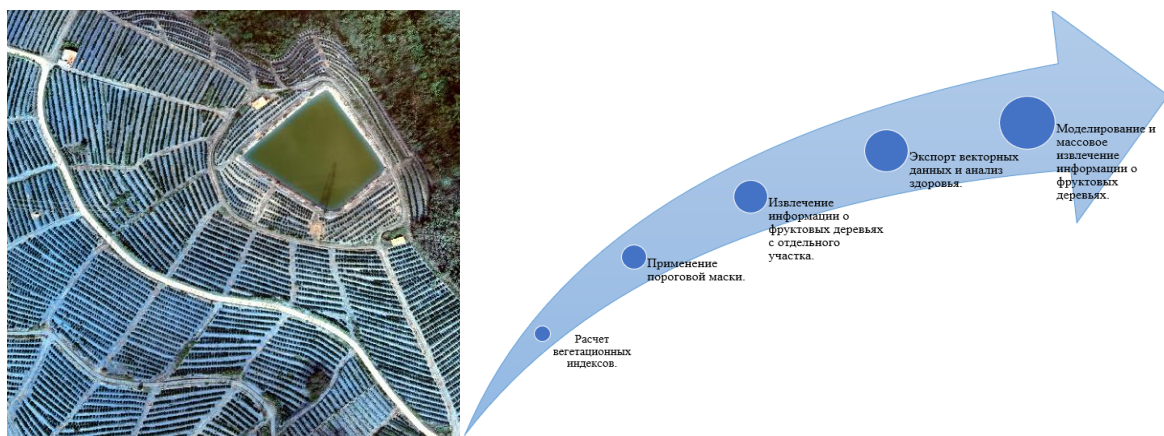 Расчет
вегетационных
индексов.
Применение
пороговой маски.
Извлечение
информации о
фруктовых деревьях
с отдельного
участка.
Экспорт векторных
данных и анализ
здоровья.
Моделирование и
массовое
извлечение
информации о
фруктовых
деревьях.